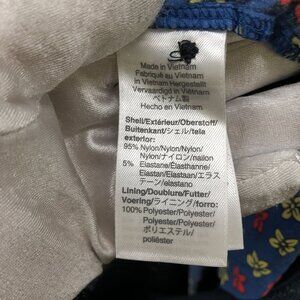 Made in Vietnam
Fabriqué au Vietnam
In Vietnam Hergestellt
Vervaardigd in Vietnam
ベトナム製
Hecho en Vietnam
Shell/Extérieur/Oberstoff/
Buitenkant/シェル/tela
exterior:
95% Nylon/Nylon/Nylon/
Nylon/ナイロン/nailon
5% Elastane/Élasthanne/
Elastan/Elastaan/エラス
テーン/elastano
Lining/Doublure/Futter/
Voering/ライニング/forro:
100% Polyester/Polyester/
Polyester/Polyester/
ポリエステル/
poliéster